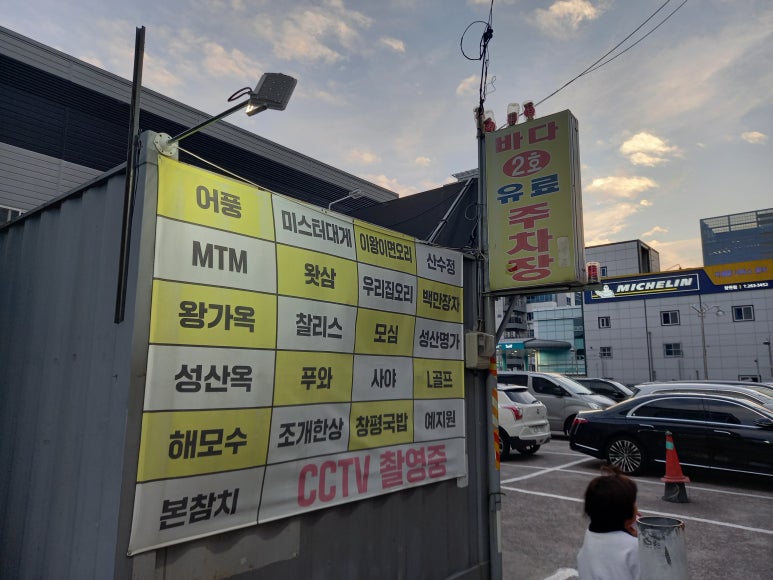 어풍 미스터대게 이왕이면오리 산수정
MTM 왓삼 우리집오리 백만장자
왕가옥 찰리스 모심 성산명가
성산옥 푸와 사야 L골프
해모수 조개한상 창평국밥 예지원
본참치 CCTV 촬영중
바다
2호
유료
주차장
MICHELIN